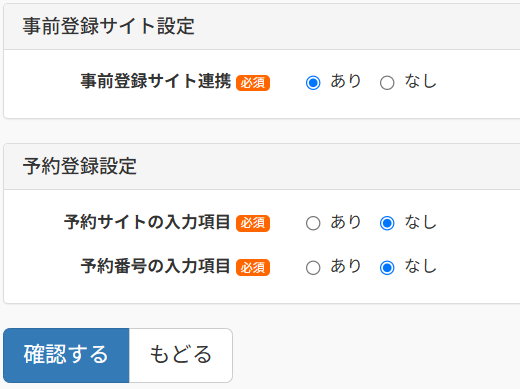 事前登録サイト設定
事前登録サイト連携 必須 あり なし
予約登録設定
予約サイトの入力項目 必須 あり なし
予約番号の入力項目 必須 あり なし
確認する もどる